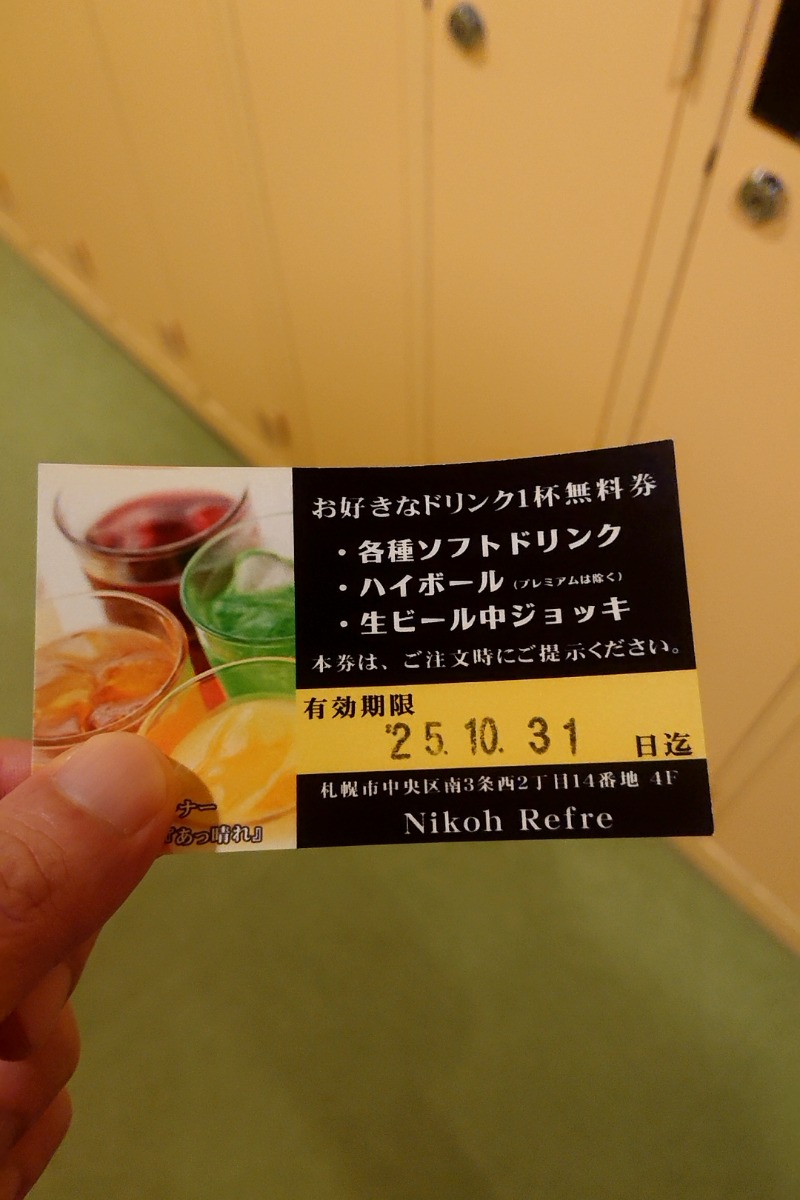 お好きなドリンク1杯無料券
・各種ソフトドリンク
・ハイボール（プレミアムは除く）
・生ビール中ジョッキ
本券は、ご注文時にご提示ください。
有効期限
'25.10.31 日迄
札幌市中央区南3条西2丁目14番地 4F
Nikoh Refre
ナー
『あっ晴れ』